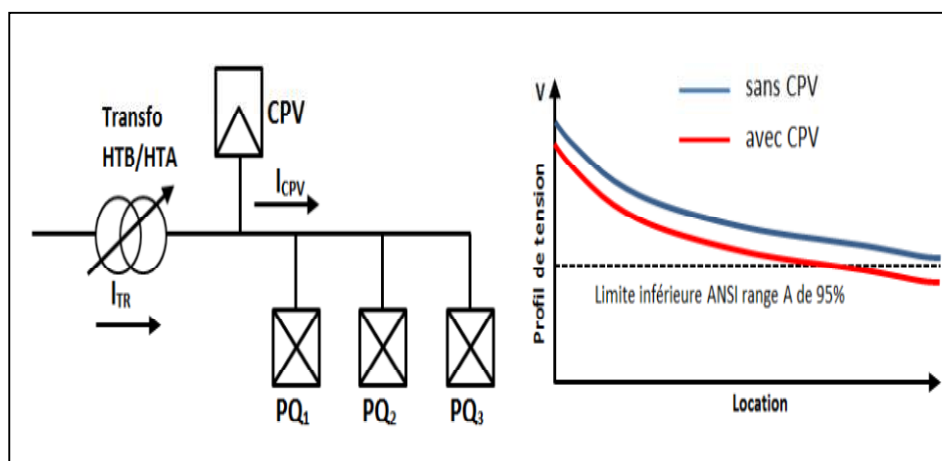 Transfo
HTB/HTA
CPV
I_CPV
I_TR
PQ₁
PQ₂
PQ₃
V
sans CPV
avec CPV
Profil de tension
Limite inférieure ANSI range A de 95%
Location